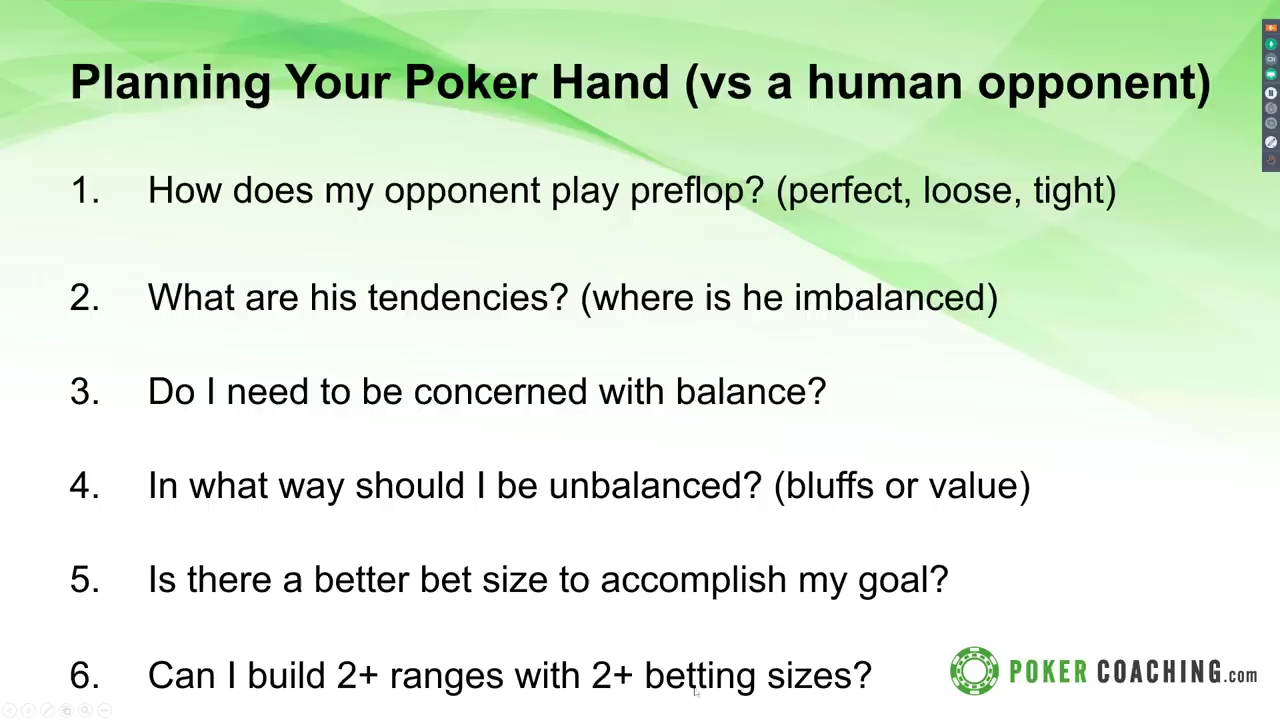 Planning Your Poker Hand (vs a human opponent)
1. How does my opponent play preflop? (perfect, loose, tight)
2. What are his tendencies? (where is he imbalanced)
3. Do I need to be concerned with balance?
4. In what way should I be unbalanced? (bluffs or value)
5. Is there a better bet size to accomplish my goal?
6. Can I build 2+ ranges with 2+ betting sizes?
POKER COACHING.com